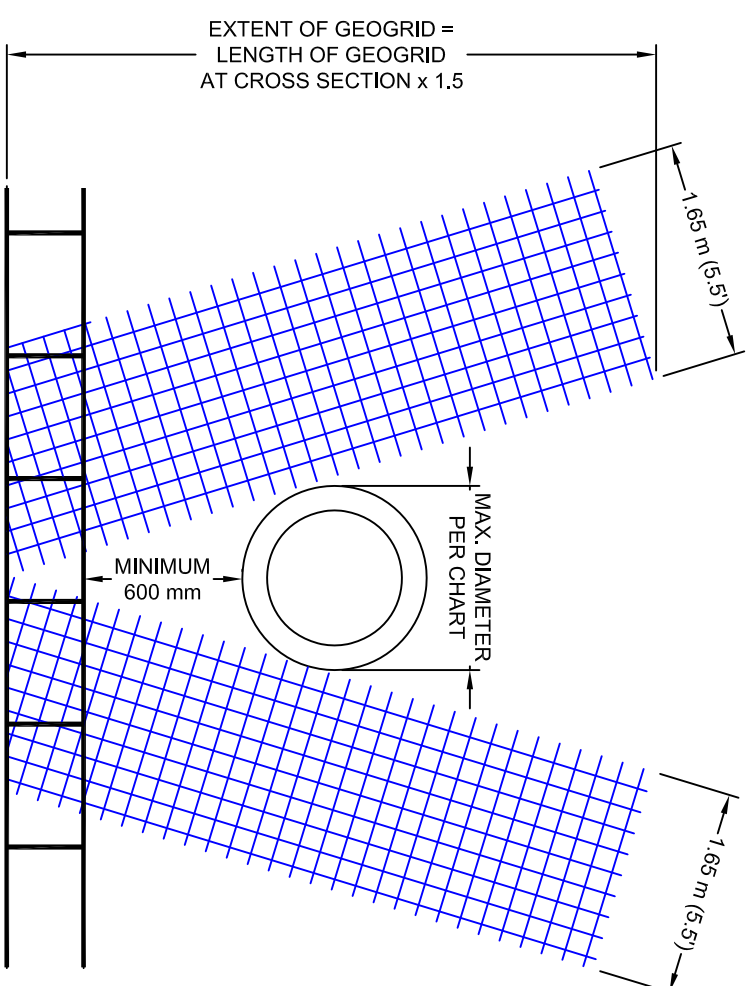 EXTENT OF GEOGRID =
LENGTH OF GEOGRID
AT CROSS SECTION x 1.5
1.65 m (5.5')
MAX. DIAMETER
PER CHART
MINIMUM
600 mm
1.65 m (5.5')